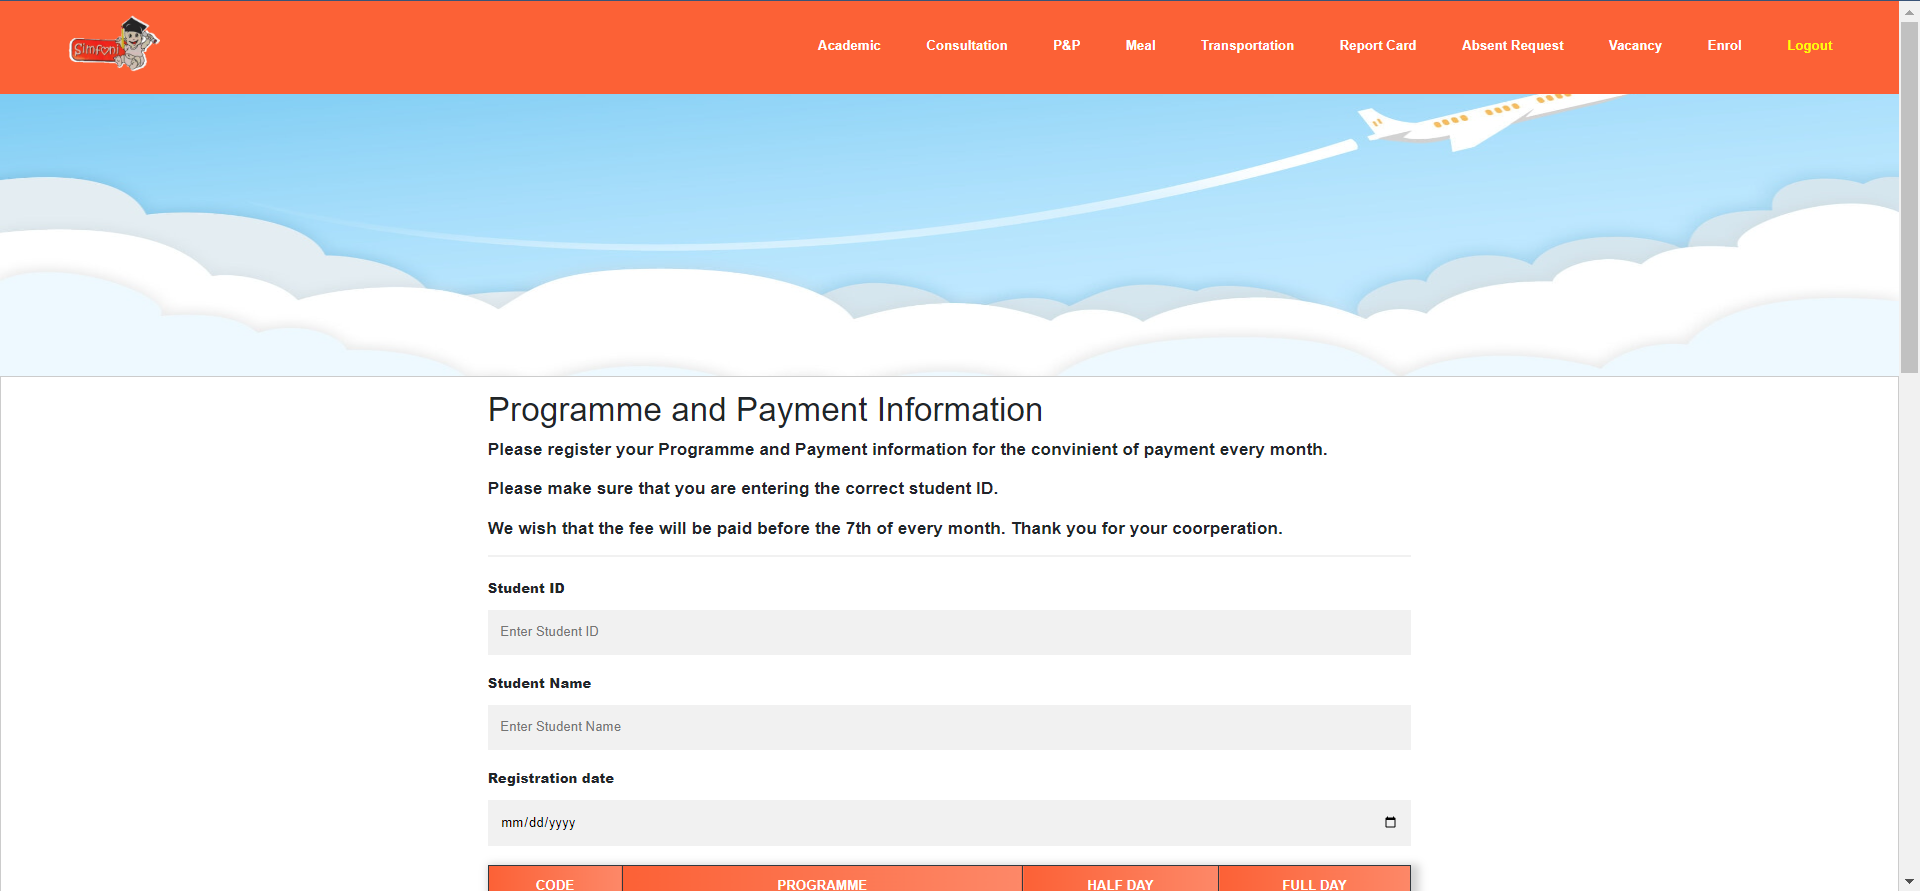 Simfoni
Academic Consultation P&P Meal Transportation Report Card Absent Request Vacancy Enrol Logout
Programme and Payment Information
Please register your Programme and Payment information for the convinient of payment every month.
Please make sure that you are entering the correct student ID.
We wish that the fee will be paid before the 7th of every month. Thank you for your coorperation.
Student ID
Enter Student ID
Student Name
Enter Student Name
Registration date
mm/dd/yyyy
CODE PROGRAMME HALF DAY FULL DAY